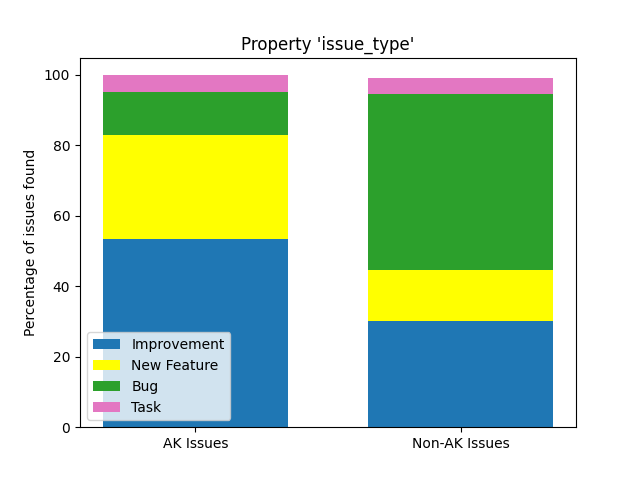 Property 'issue_type'
Percentage of issues found
100
80
60
40
20
0
Improvement
New Feature
Bug
Task
AK Issues
Non-AK Issues